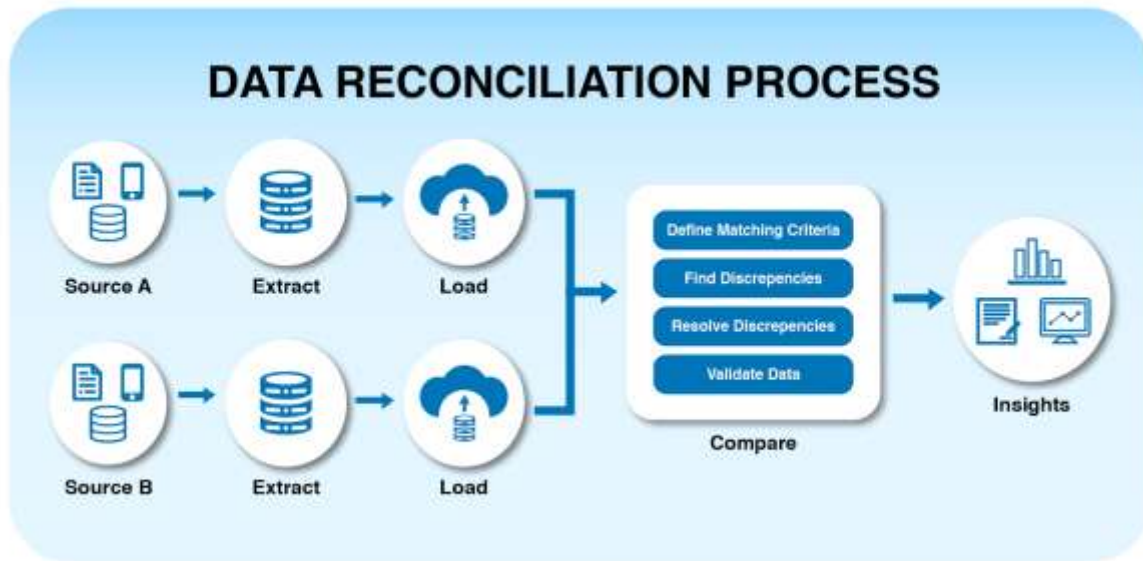 DATA RECONCILIATION PROCESS
Source A
Extract
Load
Source B
Extract
Load
Define Matching Criteria
Find Discrepencies
Resolve Discrepencies
Validate Data
Compare
Insights